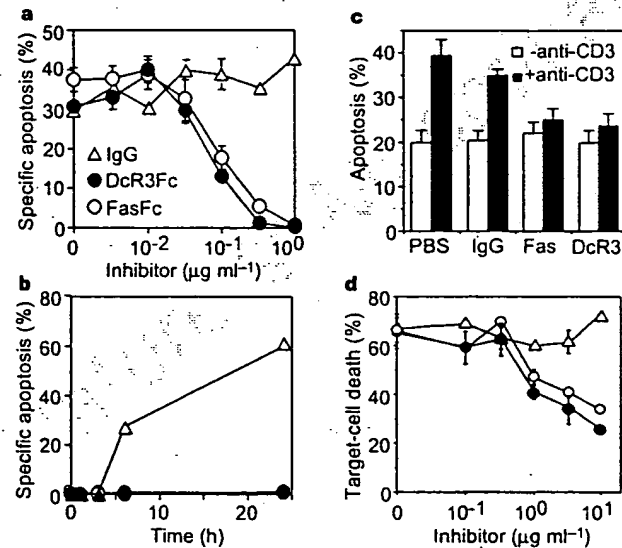 a
Specific apoptosis (%)
50
40
30
20
10
0
△ IgG
● DcR3Fc
○ FasFc
0 10⁻² 10⁻¹ 10⁰
Inhibitor (µg ml⁻¹)
c
Apoptosis (%)
40
30
20
10
0
-anti-CD3
+anti-CD3
PBS IgG Fas DcR3
b
Specific apoptosis (%)
80
60
40
20
0
0 10 20
Time (h)
d
Target-cell death (%)
80
60
40
20
0
0 10⁻¹ 10⁰ 10¹
Inhibitor (µg ml⁻¹)